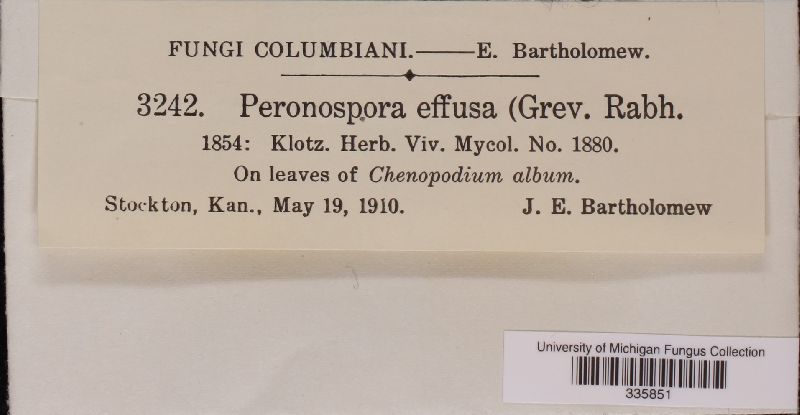 FUNGI COLUMBIANI.——E. Bartholomew.
3242. Peronospora effusa (Grev. Rabh.
1854: Klotz. Herb. Viv. Mycol. No. 1880.
On leaves of Chenopodium album.
Stockton, Kan., May 19, 1910. J. E. Bartholomew
University of Michigan Fungus Collection
335851